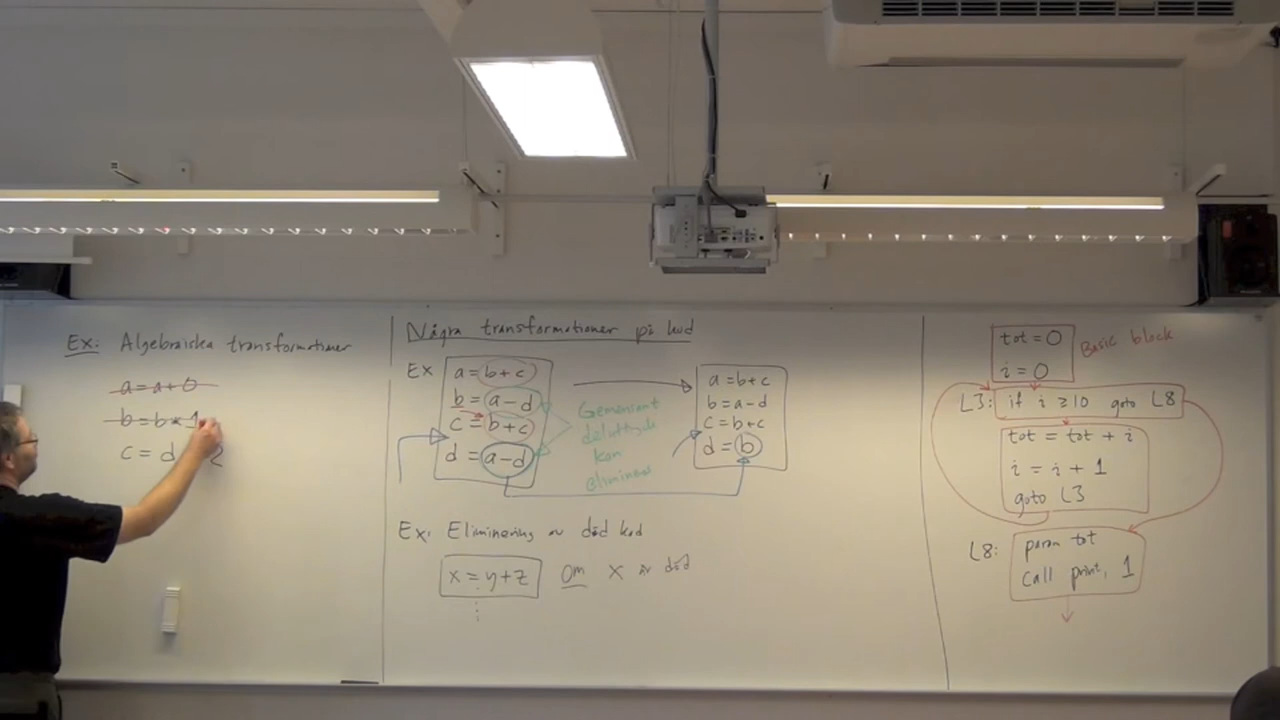 Ex: Algebraiska transformationer
a = a + 0
b = b * 1
c = d
2
Några transformationer på kod
Ex
a = b + c
b = a - d
c = b + c
d = a - d
Gemensamt
deluttryck
kan
elimineras
a = b + c
b = a - d
c = b + c
d = b
Ex: Eliminering av död kod
x = y + z om x är död
tot = 0
i = 0
Basic block
L3: if i ≥ 10 goto L8
tot = tot + i
i = i + 1
goto L3
L8: param tot
call print, 1